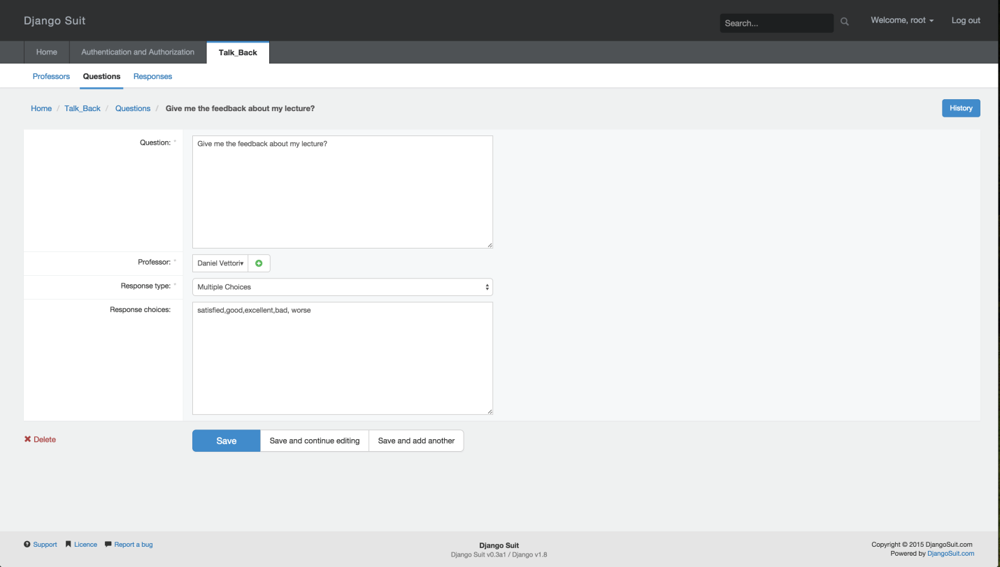 Django Suit
Search...
Welcome, root
Log out
Home
Authentication and Authorization
Talk_Back
Professors
Questions
Responses
Home / Talk_Back / Questions / Give me the feedback about my lecture?
History
Question: *
Give me the feedback about my lecture?
Professor: *
Daniel Vettori
Response type: *
Multiple Choices
Response choices:
satisfied,good,excellent,bad, worse
Delete
Save
Save and continue editing
Save and add another
Support
Licence
Report a bug
Django Suit
Django Suit v0.3a1 / Django v1.8
Copyright © 2015 DjangoSuit.com
Powered by DjangoSuit.com